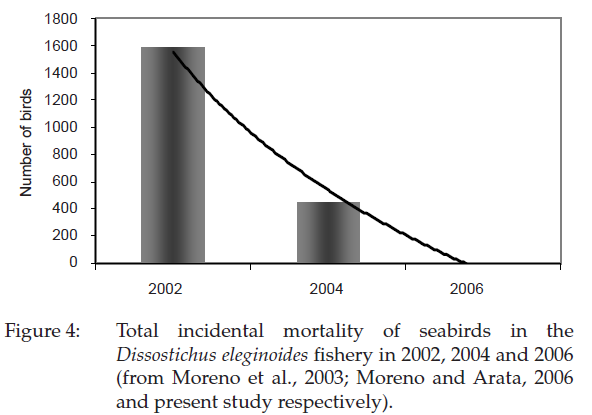 1800
1600
1400
1200
1000
800
600
400
200
0
Number of birds
2002 2004 2006
Figure 4: Total incidental mortality of seabirds in the
Dissostichus eleginoides fishery in 2002, 2004 and 2006
(from Moreno et al., 2003; Moreno and Arata, 2006
and present study respectively).